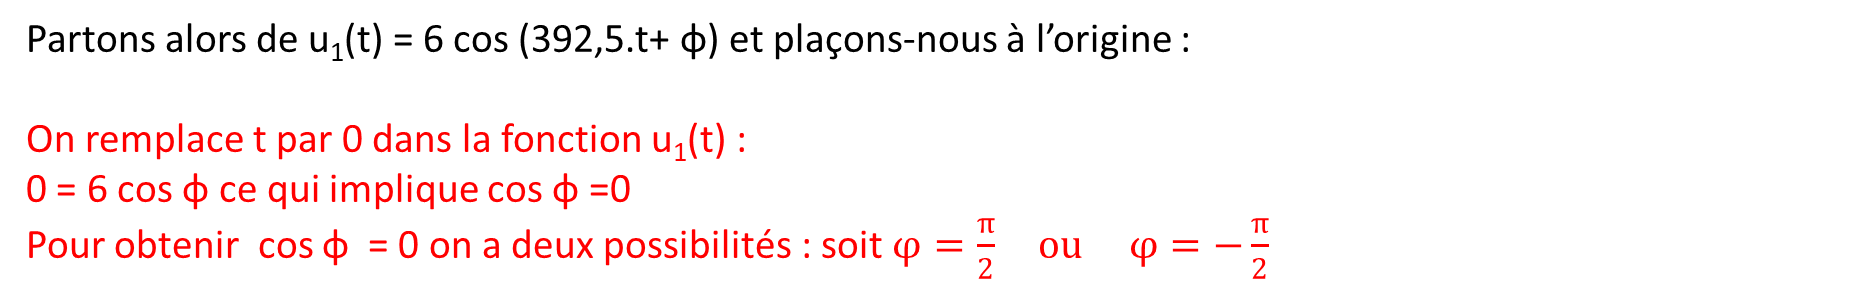 Partons alors de u₁(t) = 6 cos (392,5.t+ ϕ) et plaçons-nous à l’origine :
On remplace t par 0 dans la fonction u₁(t) :
0 = 6 cos ϕ ce qui implique cos ϕ =0
Pour obtenir cos ϕ = 0 on a deux possibilités : soit φ = π/2 ou φ = − π/2